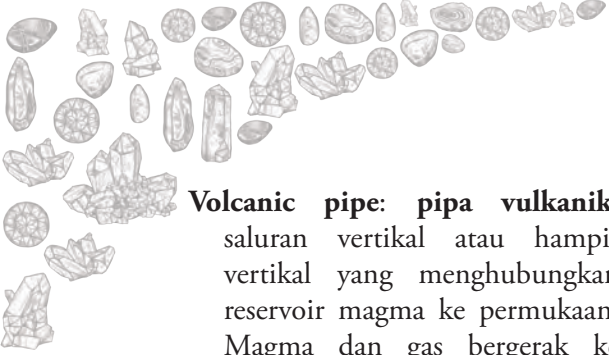 Volcanic pipe: pipa vulkanik
saluran vertikal atau hampi
vertikal yang menghubungkan
reservoir magma ke permukaan
Magma dan gas bergerak ke